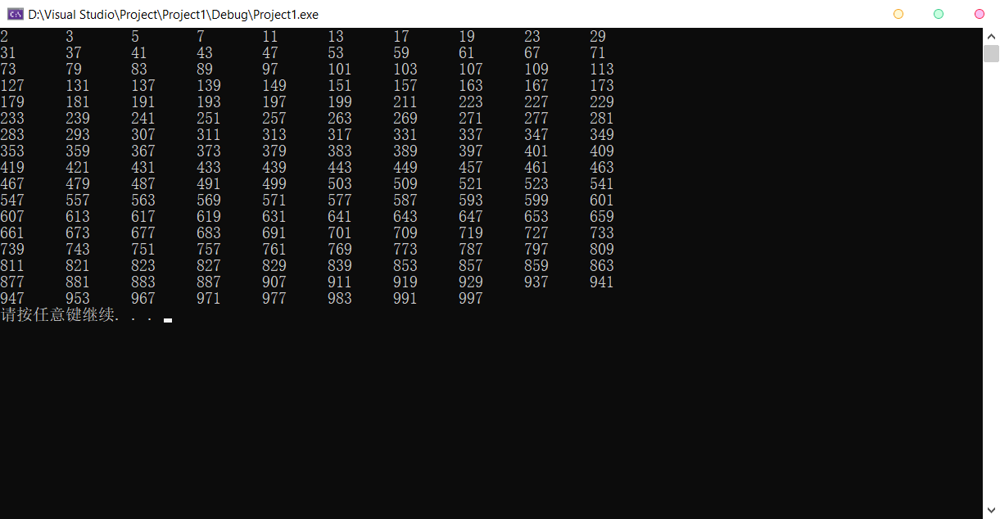 D:\Visual Studio\Project\Project1\Debug\Project1.exe
2 3 5 7 11 13 17 19 23 29
31 37 41 43 47 53 59 61 67 71
73 79 83 89 97 101 103 107 109 113
127 131 137 139 149 151 157 163 167 173
179 181 191 193 197 199 211 223 227 229
233 239 241 251 257 263 269 271 277 281
283 293 307 311 313 317 331 337 347 349
353 359 367 373 379 383 389 397 401 409
419 421 431 433 439 443 449 457 461 463
467 479 487 491 499 503 509 521 523 541
547 557 563 569 571 577 587 593 599 601
607 613 617 619 631 641 643 647 653 659
661 673 677 683 691 701 709 719 727 733
739 743 751 757 761 769 773 787 797 809
811 821 823 827 829 839 853 857 859 863
877 881 883 887 907 911 919 929 937 941
947 953 967 971 977 983 991 997
请按任意键继续. . .